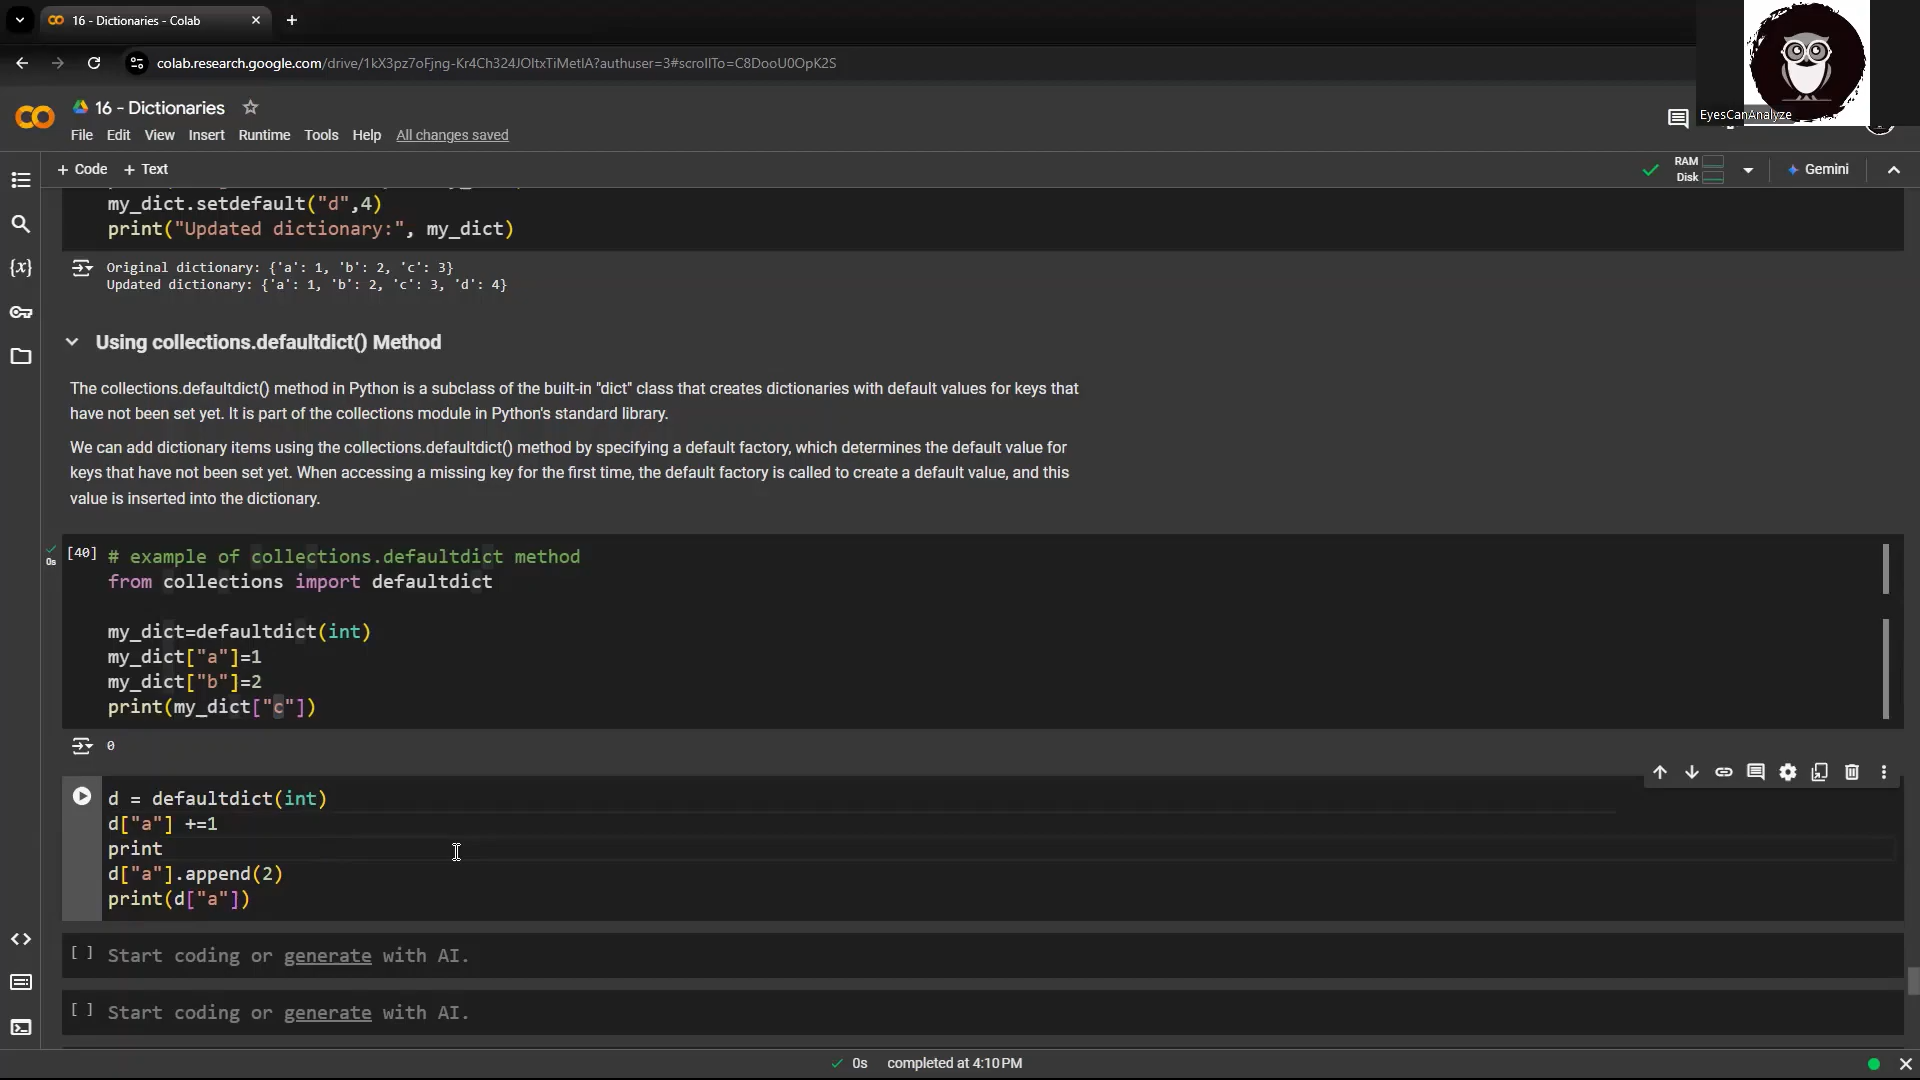 16 - Dictionaries - Colab
colab.research.google.com/drive/1kX3pz7oFjng-Kr4Ch324JOltxTiMetlA?authuser=3#scrollTo=C8DooU0OpK2S
EyesCanAnalyze
16 - Dictionaries
File Edit View Insert Runtime Tools Help All changes saved
+ Code + Text
RAM
Disk
Gemini
my_dict.setdefault("d",4)
print("Updated dictionary:", my_dict)
Original dictionary: {'a': 1, 'b': 2, 'c': 3}
Updated dictionary: {'a': 1, 'b': 2, 'c': 3, 'd': 4}
Using collections.defaultdict() Method
The collections.defaultdict() method in Python is a subclass of the built-in "dict" class that creates dictionaries with default values for keys that
have not been set yet. It is part of the collections module in Python's standard library.
We can add dictionary items using the collections.defaultdict() method by specifying a default factory, which determines the default value for
keys that have not been set yet. When accessing a missing key for the first time, the default factory is called to create a default value, and this
value is inserted into the dictionary.
0s [40] # example of collections.defaultdict method
from collections import defaultdict
my_dict=defaultdict(int)
my_dict["a"]=1
my_dict["b"]=2
print(my_dict["c"])
0
d = defaultdict(int)
d["a"] +=1
print
d["a"].append(2)
print(d["a"])
[ ] Start coding or generate with AI.
[ ] Start coding or generate with AI.
0s completed at 4:10 PM